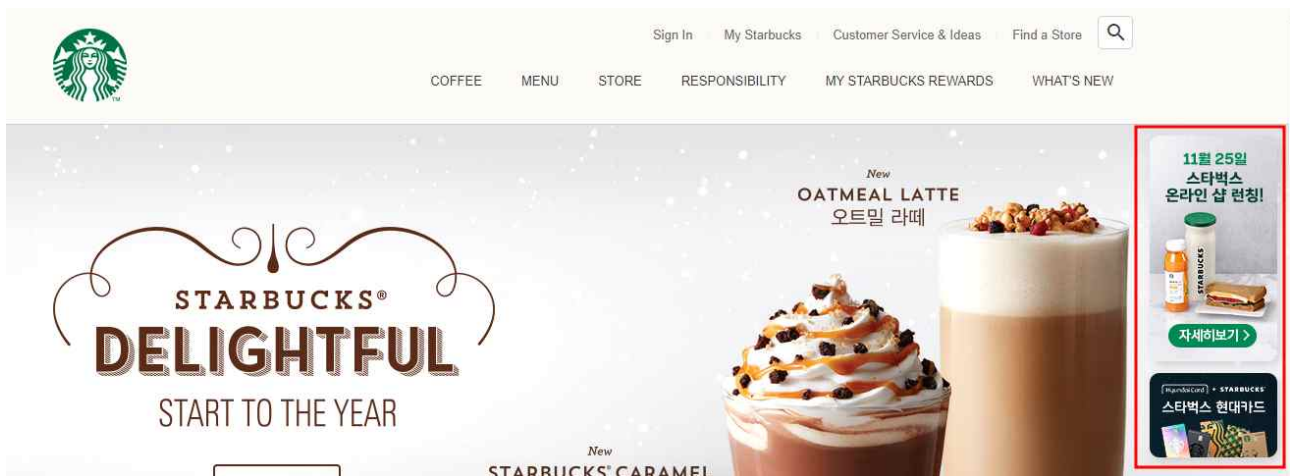 Sign In
My Starbucks
Customer Service & Ideas
Find a Store
COFFEE
MENU
STORE
RESPONSIBILITY
MY STARBUCKS REWARDS
WHAT'S NEW
TM
STARBUCKS®
DELIGHTFUL
START TO THE YEAR
New
OATMEAL LATTE
오트밀 라떼
New
STARBUCKS® CARAMEL
11월 25일
스타벅스
온라인 샵 런칭!
STARBUCKS
자세히보기 >
HyundaiCard + STARBUCKS
스타벅스 현대카드